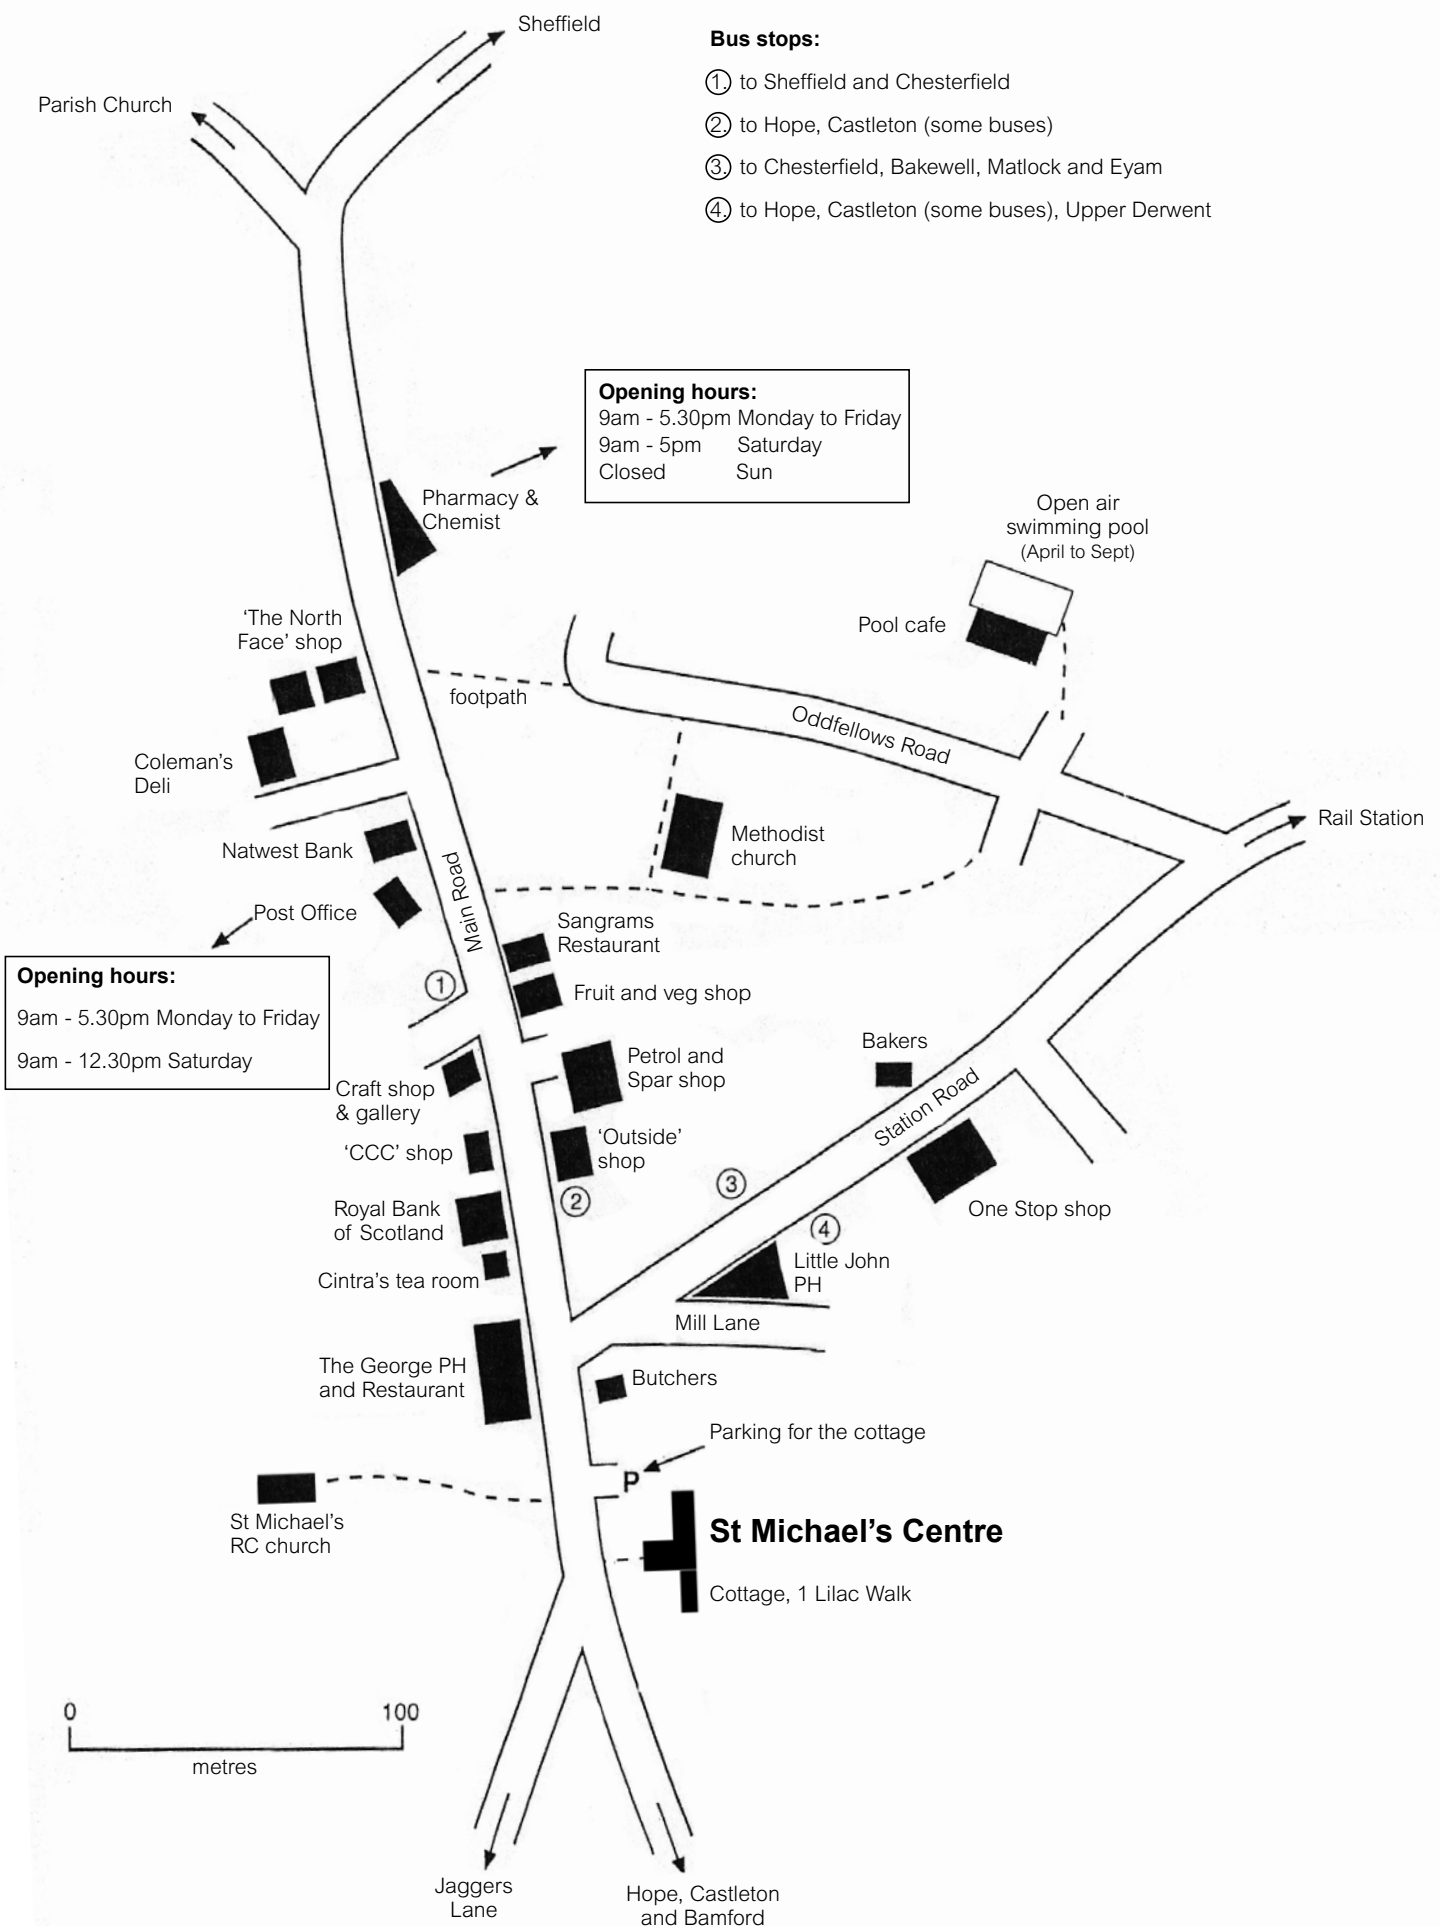 Sheffield
Parish Church
Bus stops:
1. to Sheffield and Chesterfield
2. to Hope, Castleton (some buses)
3. to Chesterfield, Bakewell, Matlock and Eyam
4. to Hope, Castleton (some buses), Upper Derwent
Opening hours:
9am - 5.30pm Monday to Friday
9am - 5pm Saturday
Closed Sun
Pharmacy &
Chemist
Open air
swimming pool
(April to Sept)
Pool cafe
'The North
Face' shop
footpath
Oddfellows Road
Coleman's
Deli
Rail Station
Methodist
church
Natwest Bank
Main Road
Post Office
Sangrams
Restaurant
Opening hours:
9am - 5.30pm Monday to Friday
9am - 12.30pm Saturday
1
Fruit and veg shop
Petrol and
Spar shop
Bakers
Craft shop
& gallery
Station Road
'CCC' shop
'Outside'
shop
2
3
4
Royal Bank
of Scotland
One Stop shop
Cintra's tea room
Little John
PH
Mill Lane
The George PH
and Restaurant
Butchers
Parking for the cottage
P
St Michael's
RC church
St Michael's Centre
Cottage, 1 Lilac Walk
0 100
metres
Jaggers
Lane
Hope, Castleton
and Bamford